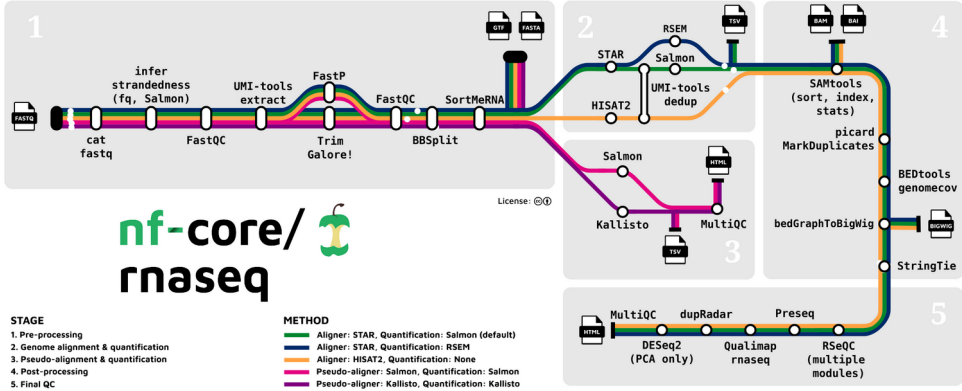 1
GTF
FASTA
FASTQ
cat
fastq
infer
strandedness
(fq, Salmon)
FastQC
UMI-tools
extract
FastP
Trim
Galore!
FastQC
BBSplit
SortMeRNA
2
STAR
RSEM
Salmon
TSV
HISAT2
UMI-tools
dedup
3
Salmon
Kallisto
HTML
TSV
MultiQC
4
BAM
BAI
SAMtools
(sort, index,
stats)
picard
MarkDuplicates
BEDtools
genomecov
bedGraphToBigWig
BIGWIG
StringTie
5
HTML
MultiQC
DESeq2
(PCA only)
dupRadar
Qualimap
rnaseq
Preseq
RSeQC
(multiple
modules)
License:
nf-core/
rnaseq
STAGE
1. Pre-processing
2. Genome alignment & quantification
3. Pseudo-alignment & quantification
4. Post-processing
5. Final QC
METHOD
Aligner: STAR, Quantification: Salmon (default)
Aligner: STAR, Quantification: RSEM
Aligner: HISAT2, Quantification: None
Pseudo-aligner: Salmon, Quantification: Salmon
Pseudo-aligner: Kallisto, Quantification: Kallisto